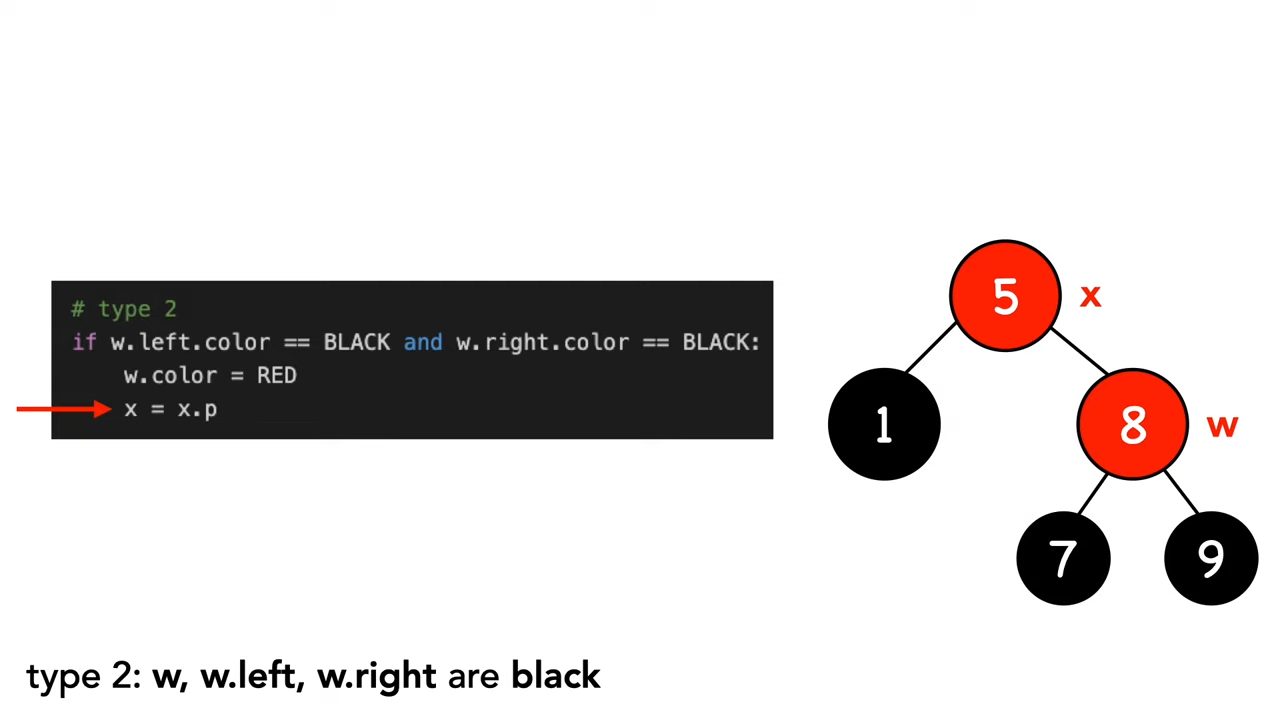 # type 2
if w.left.color == BLACK and w.right.color == BLACK:
    w.color = RED
    x = x.p
5 x
1 8 w
7 9
type 2: w, w.left, w.right are black